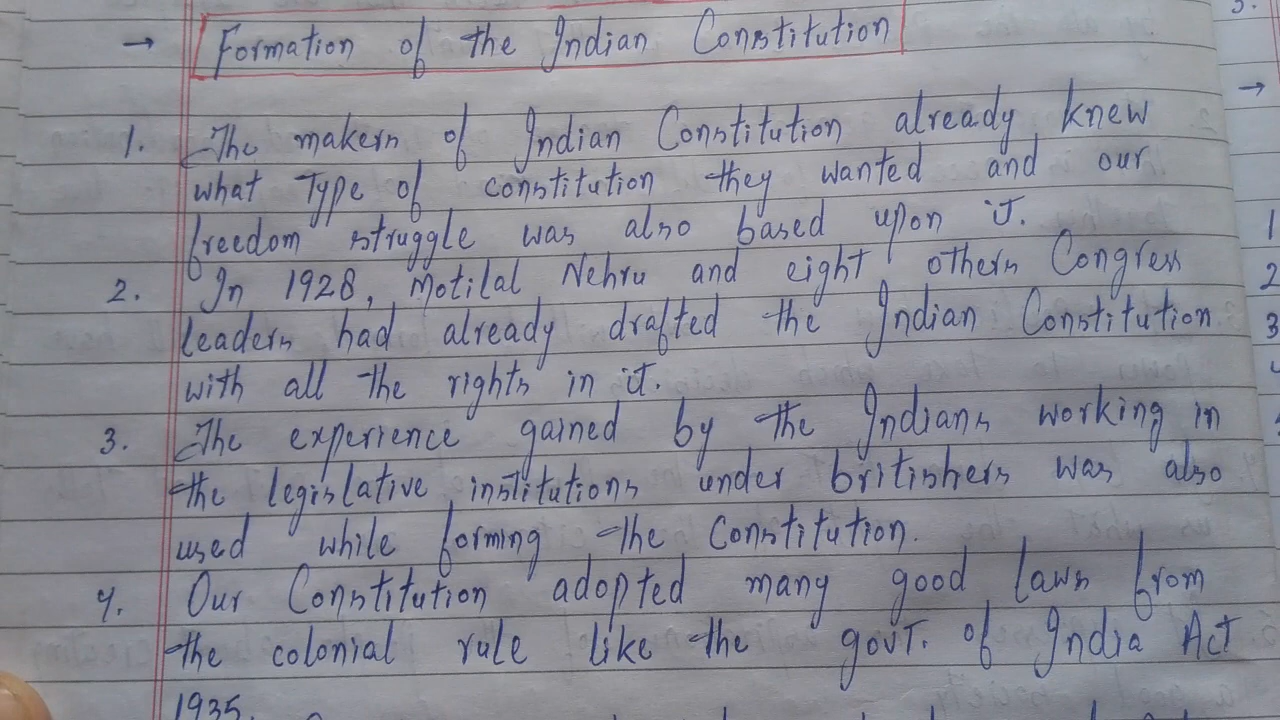 → Formation of the Indian Constitution
1. The makers of Indian Constitution already knew
what Type of constitution they wanted and our
freedom struggle was also based upon it.
2. In 1928, Motilal Nehru and eight others Congress
leaders had already drafted the Indian Constitution
with all the rights in it.
3. The experience gained by the Indians working in
the legislative institutions under britishers was also
used while forming the Constitution.
4. Our Constitution adopted many good laws from
the colonial rule like the govt. of India Act
1935.